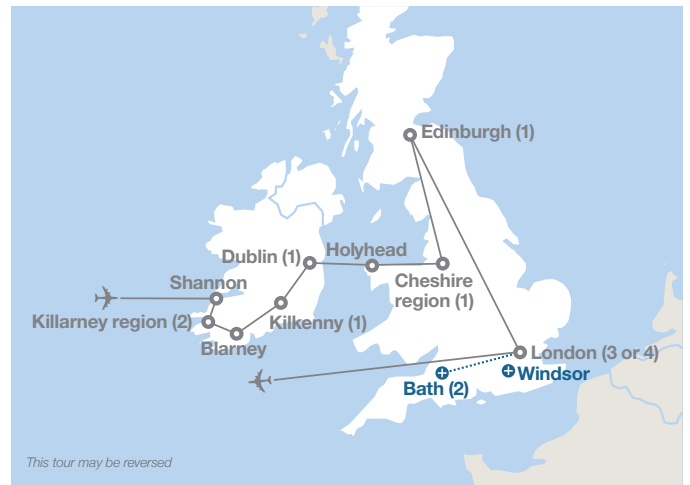 Edinburgh (1)
Dublin (1)
Holyhead
Shannon
Cheshire
region (1)
Killarney region (2)
Kilkenny (1)
Blarney
London (3 or 4)
Windsor
Bath (2)
This tour may be reversed